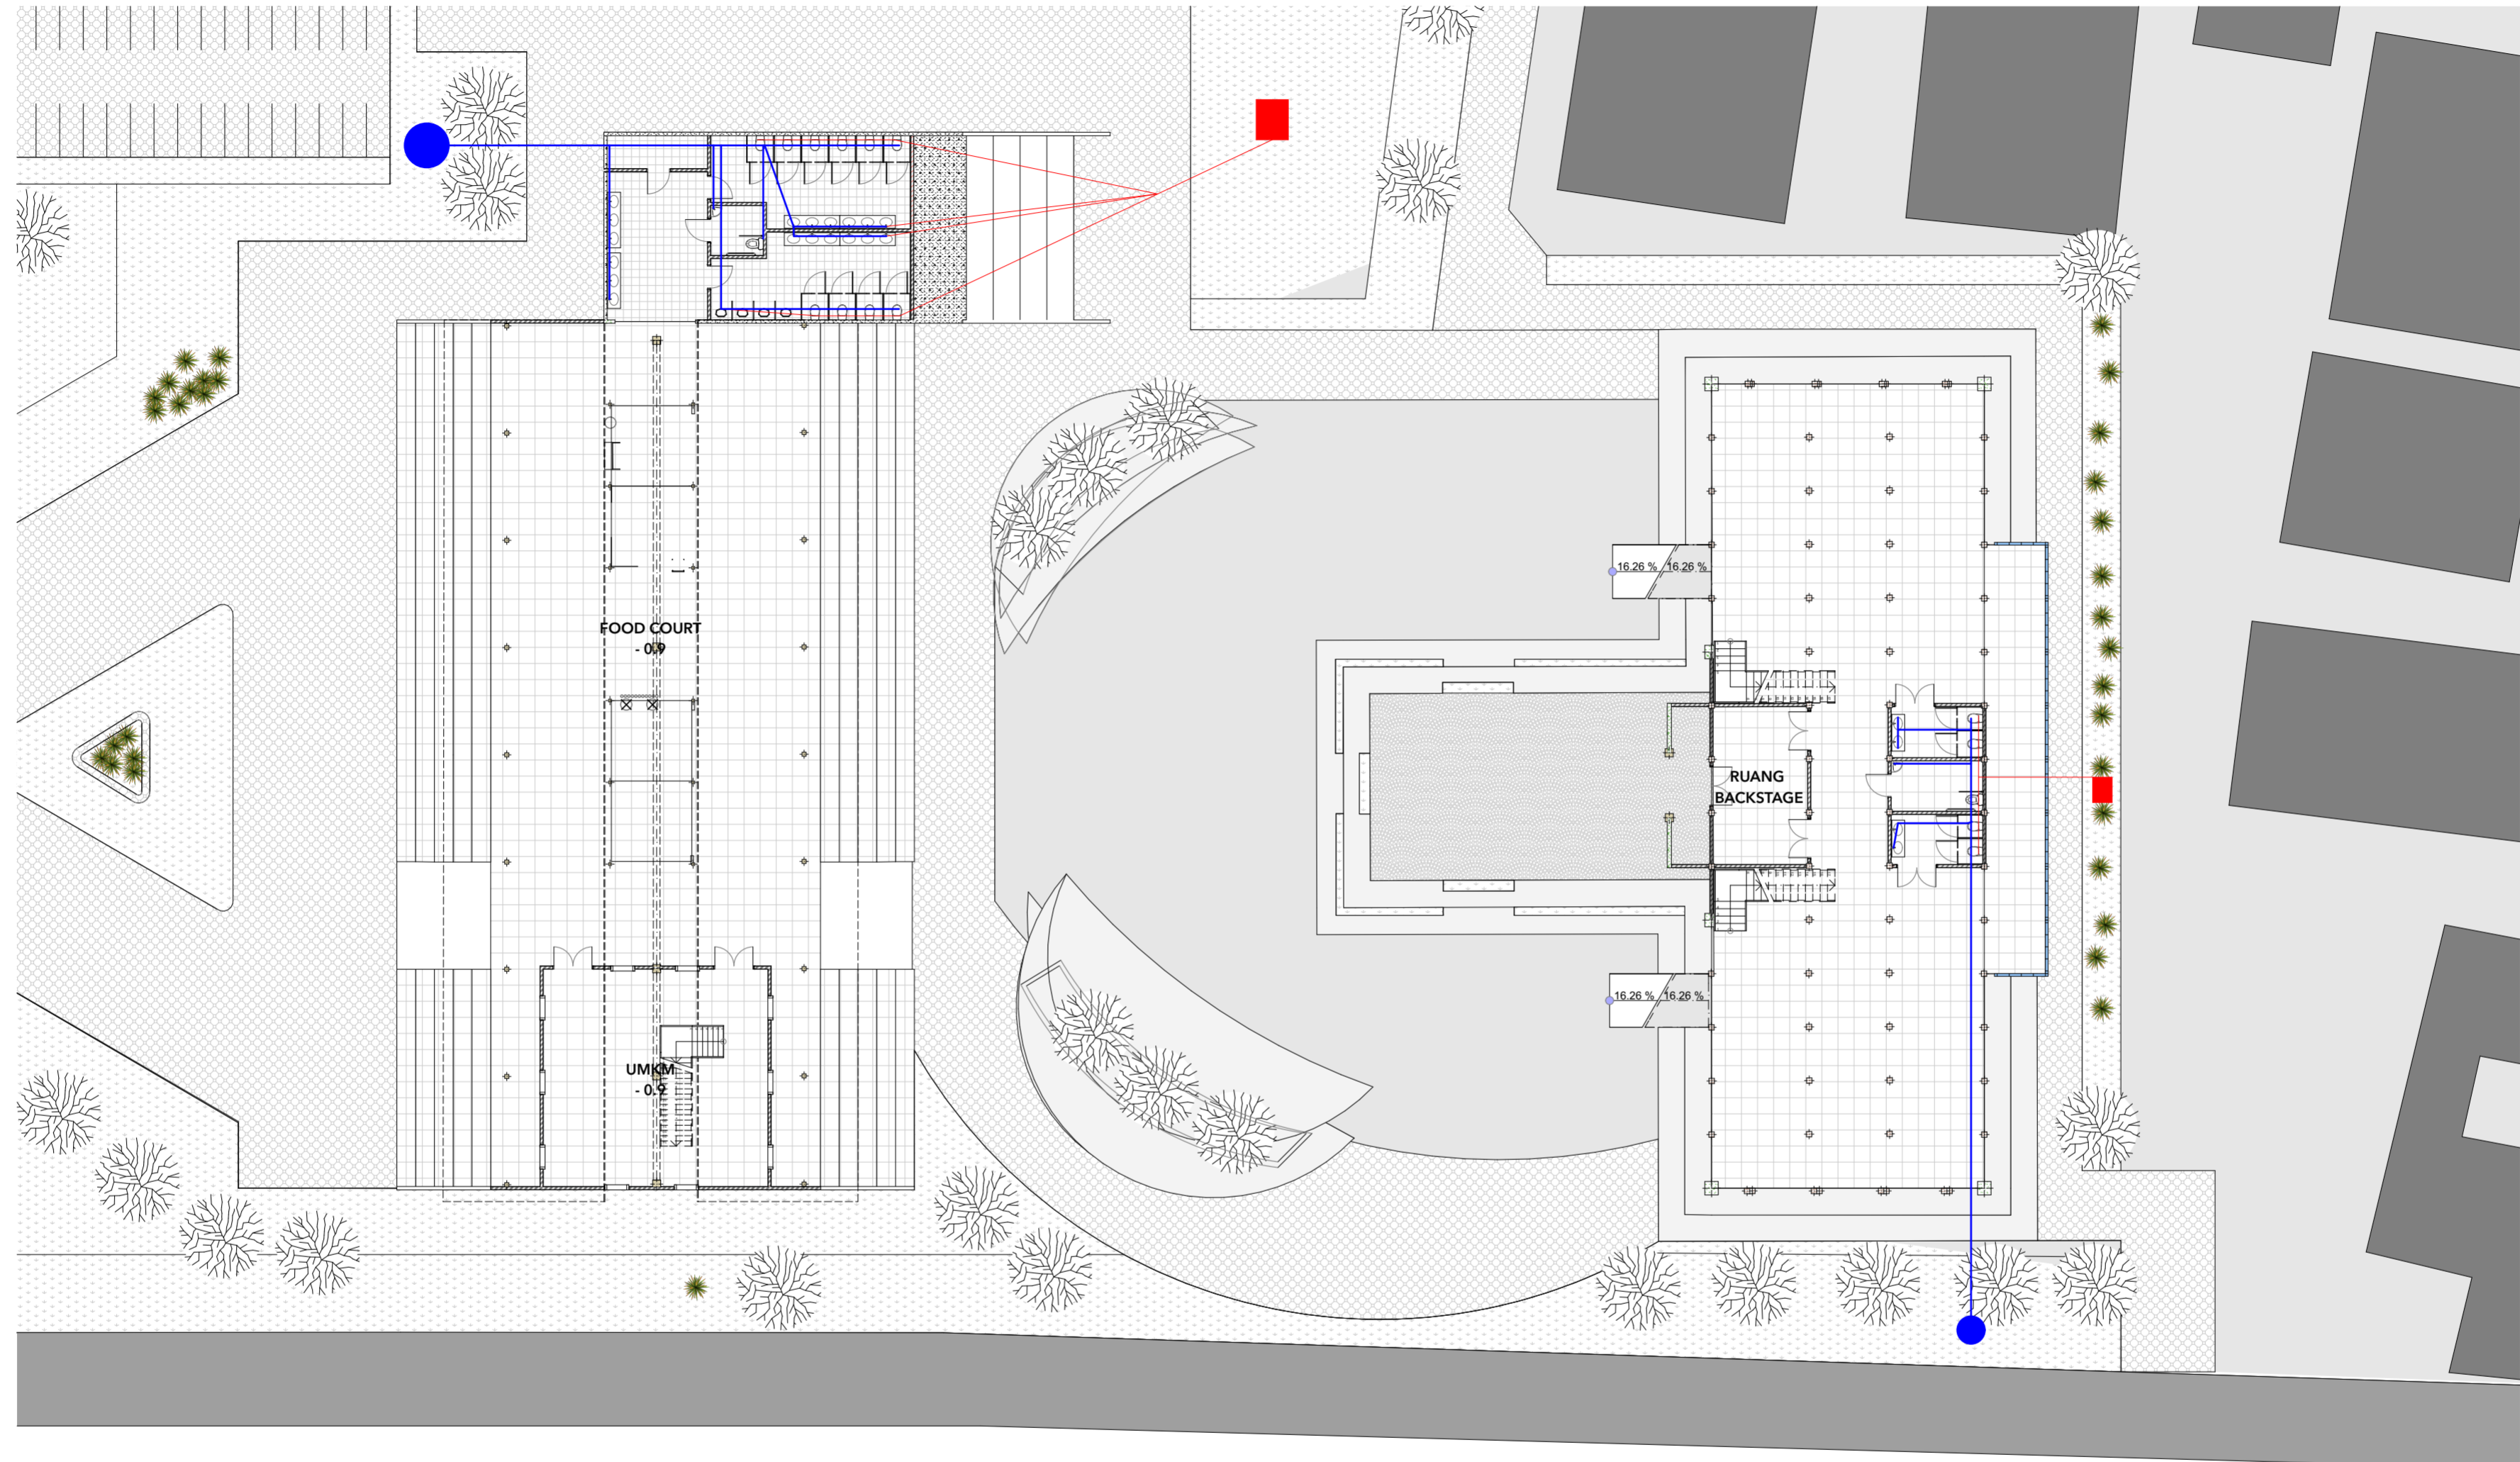 16.26 % 16.26 %
FOOD COURT
- 0.9
RUANG
BACKSTAGE
16.26 % 16.26 %
UMKM
- 0.9